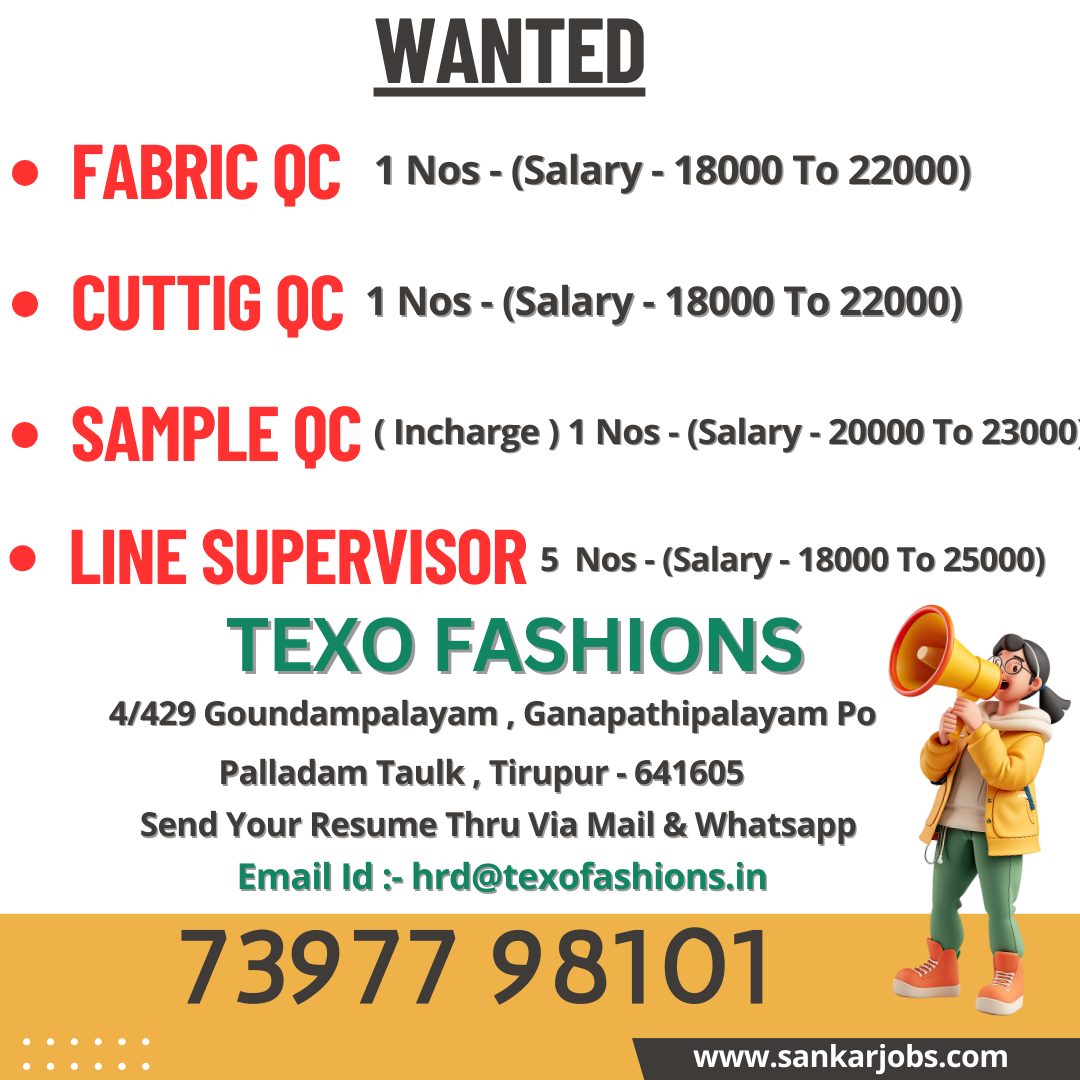 WANTED
• FABRIC QC 1 Nos - (Salary - 18000 To 22000)
• CUTTIG QC 1 Nos - (Salary - 18000 To 22000)
• SAMPLE QC ( Incharge ) 1 Nos - (Salary - 20000 To 23000)
• LINE SUPERVISOR 5 Nos - (Salary - 18000 To 25000)
TEXO FASHIONS
4/429 Goundampalayam , Ganapathipalayam Po
Palladam Taulk , Tirupur - 641605
Send Your Resume Thru Via Mail & Whatsapp
Email Id :- hrd@texofashions.in
73977 98101
www.sankarjobs.com